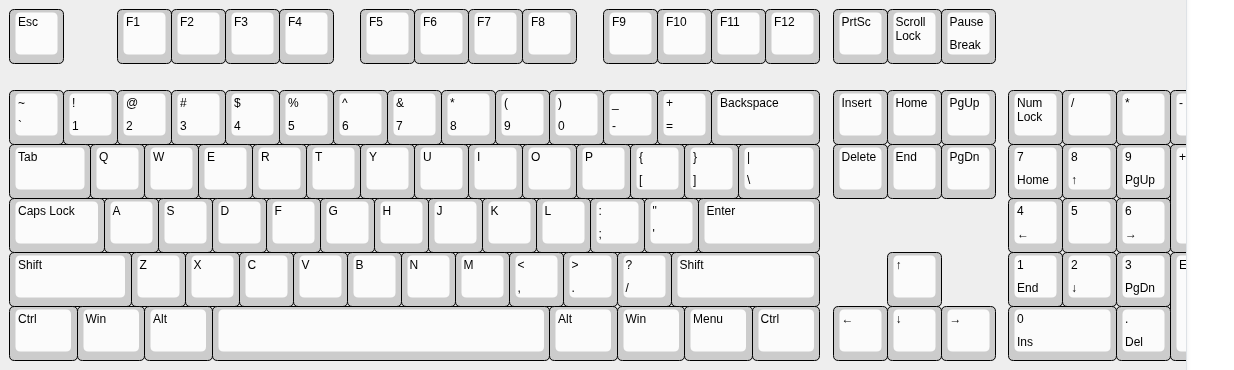 Esc F1 F2 F3 F4 F5 F6 F7 F8 F9 F10 F11 F12 PrtSc Scroll Pause
Lock Break
~ ! @ # $ % ^ & * ( ) _ + Backspace Insert Home PgUp Num / * -
` 1 2 3 4 5 6 7 8 9 0 - = Lock
Tab Q W E R T Y U I O P { } | Delete End PgDn 7 8 9 +
[ ] \ Home ↑ PgUp
Caps Lock A S D F G H J K L : " Enter 4 5 6
; ' ← →
Shift Z X C V B N M < > ? Shift ↑ 1 2 3
, . / End ↓ PgDn
Ctrl Win Alt Alt Win Menu Ctrl ← ↓ → 0 .
Ins Del